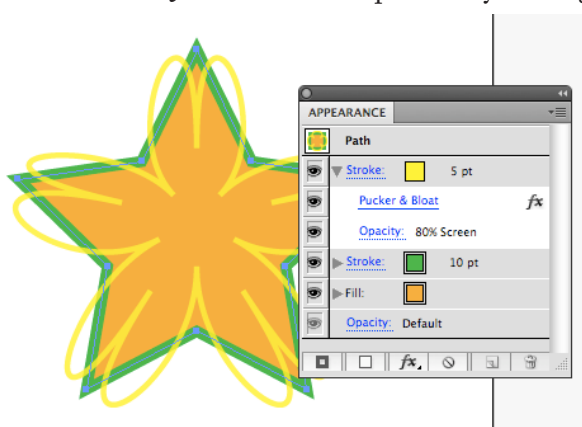 APPEARANCE
Path
Stroke: 5 pt
Pucker & Bloat fx
Opacity: 80% Screen
Stroke: 10 pt
Fill:
Opacity: Default
fx